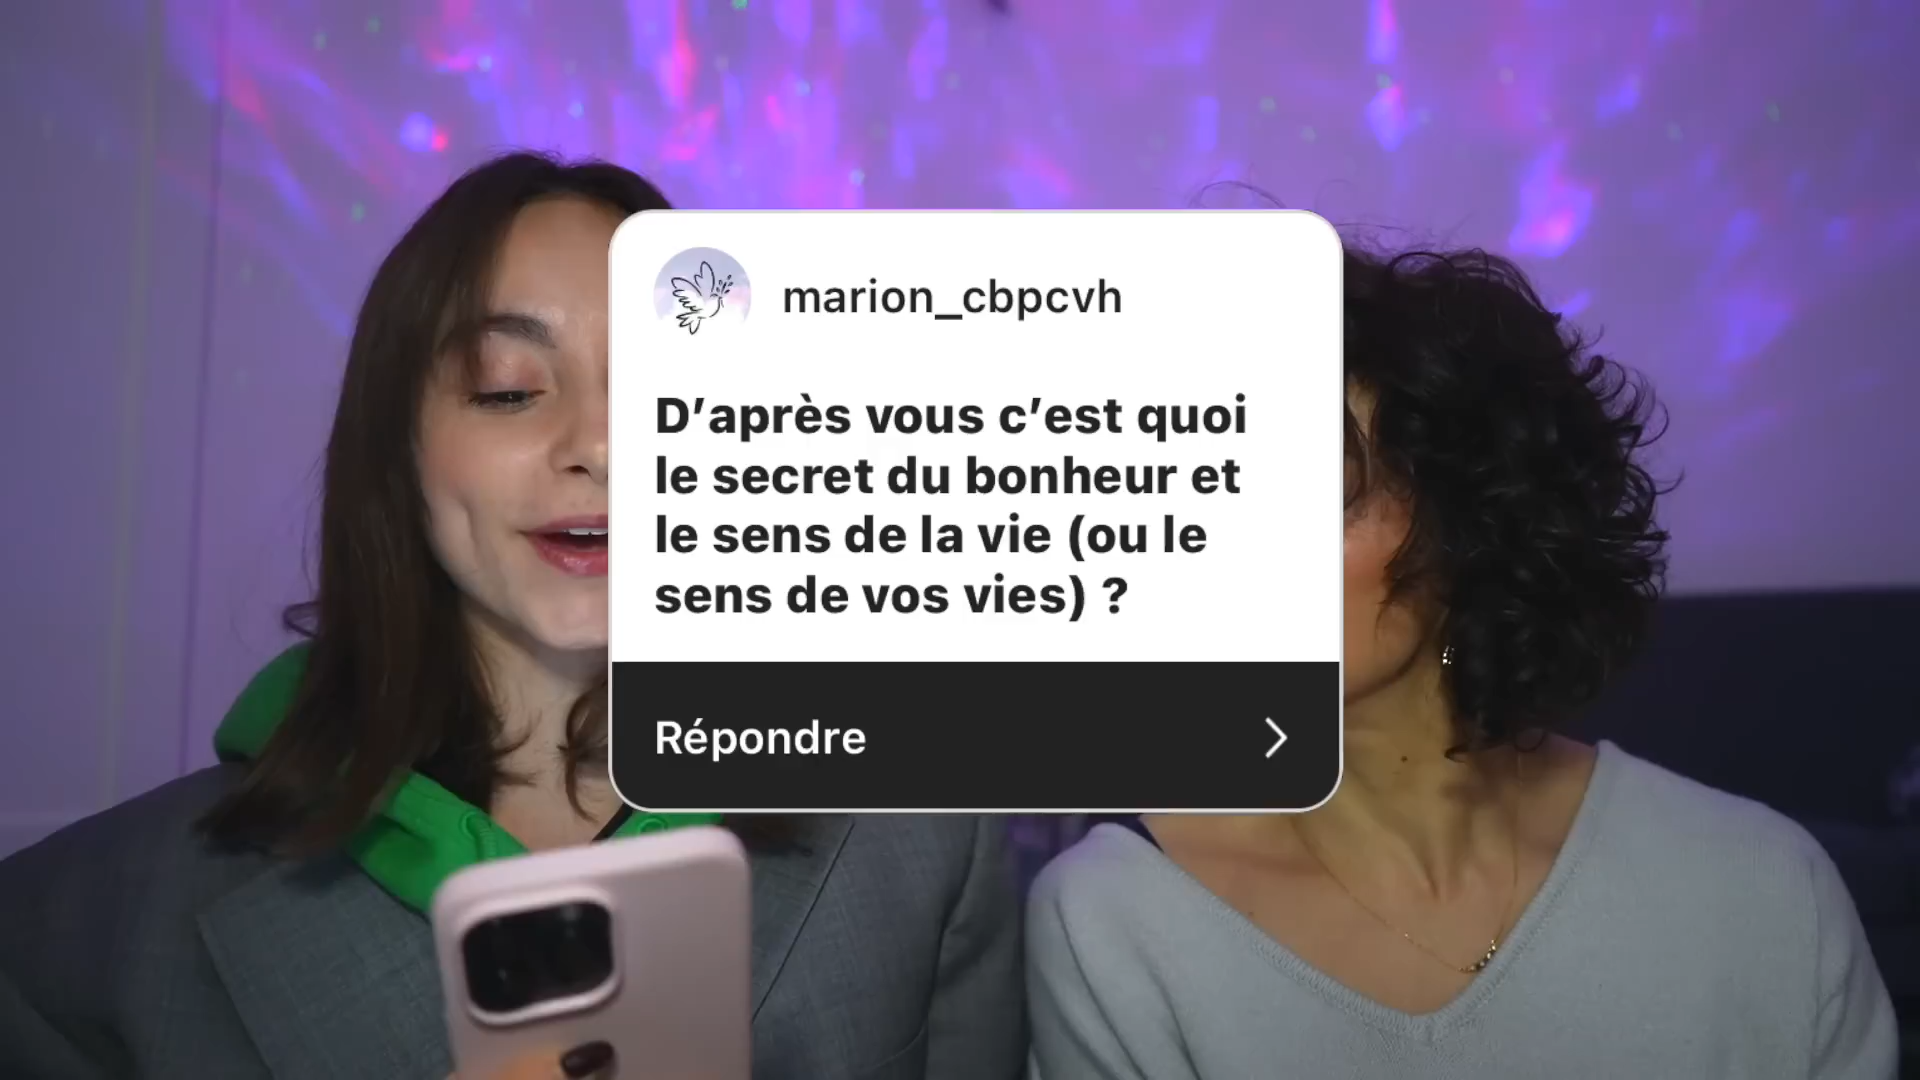 marion_cbpcvh
D’après vous c’est quoi
le secret du bonheur et
le sens de la vie (ou le
sens de vos vies) ?
Répondre